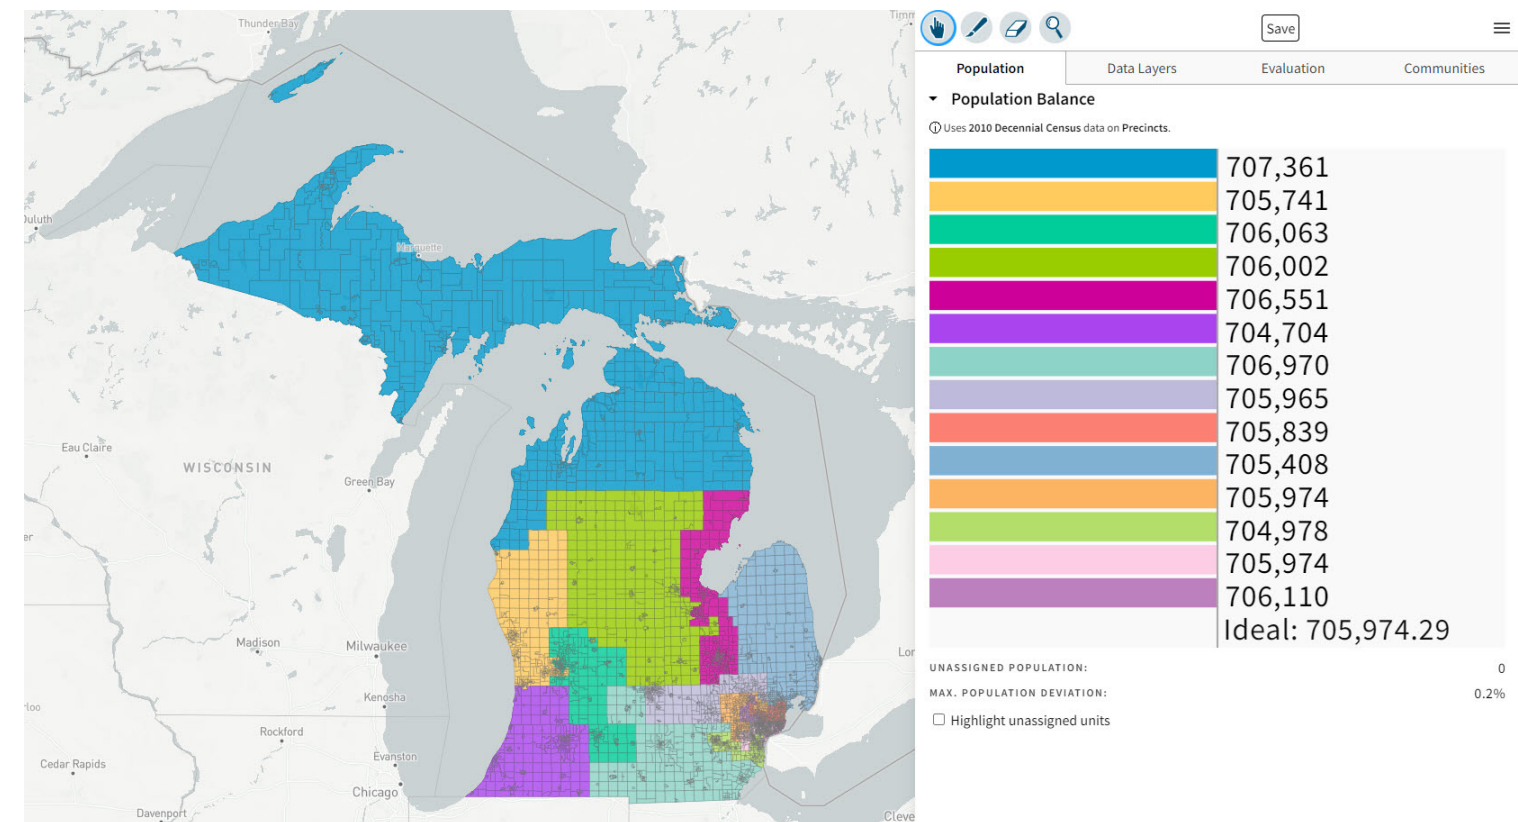 Thunder Bay
Timm
Save
Population
Data Layers
Evaluation
Communities
Population Balance
Uses 2010 Decennial Census data on Precincts.
707,361
705,741
706,063
706,002
706,551
704,704
706,970
705,965
705,839
705,408
705,974
704,978
705,974
706,110
Ideal: 705,974.29
UNASSIGNED POPULATION:
0
MAX. POPULATION DEVIATION:
0.2%
Highlight unassigned units
Duluth
Marquette
Eau Claire
WISCONSIN
Green Bay
er
Madison
Milwaukee
Lon
Kenosha
loo
Rockford
Evanston
Cedar Rapids
Chicago
Davenport
Cleve